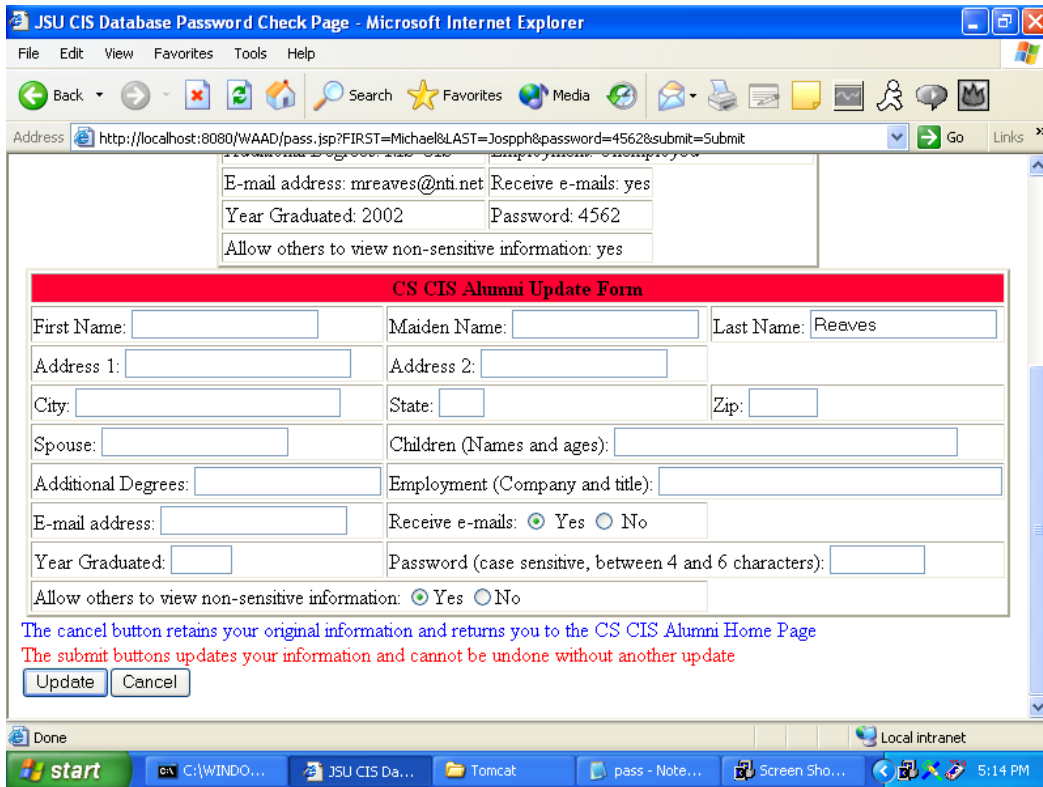 JSU CIS Database Password Check Page - Microsoft Internet Explorer
File Edit View Favorites Tools Help
Back Search Favorites Media
Address http://localhost:8080/WAAD/pass.jsp?FIRST=Michael&LAST=Jospph&password=4562&submit=Submit Go Links »
E-mail address: mreaves@nti.net Receive e-mails: yes
Year Graduated: 2002 Password: 4562
Allow others to view non-sensitive information: yes
CS CIS Alumni Update Form
First Name: Maiden Name: Last Name: Reaves
Address 1: Address 2:
City: State: Zip:
Spouse: Children (Names and ages):
Additional Degrees: Employment (Company and title):
E-mail address: Receive e-mails: Yes No
Year Graduated: Password (case sensitive, between 4 and 6 characters):
Allow others to view non-sensitive information: Yes No
The cancel button retains your original information and returns you to the CS CIS Alumni Home Page
The submit buttons updates your information and cannot be undone without another update
Update Cancel
Done Local intranet
start C:\WINDO... JSU CIS Da... Tomcat pass - Note... Screen Sho... 5:14 PM